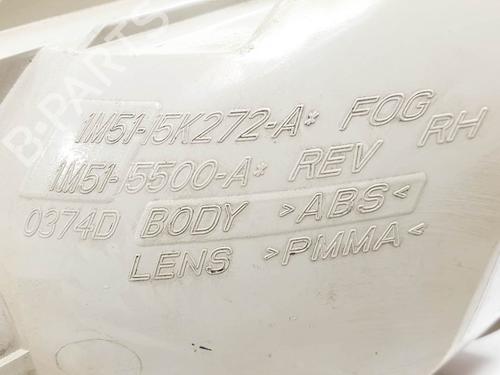 1M51-15K272-A* FOG
1M51-15500-A* REV RH
0374D BODY >ABS<
LENS >PMMA<
B-PARTS